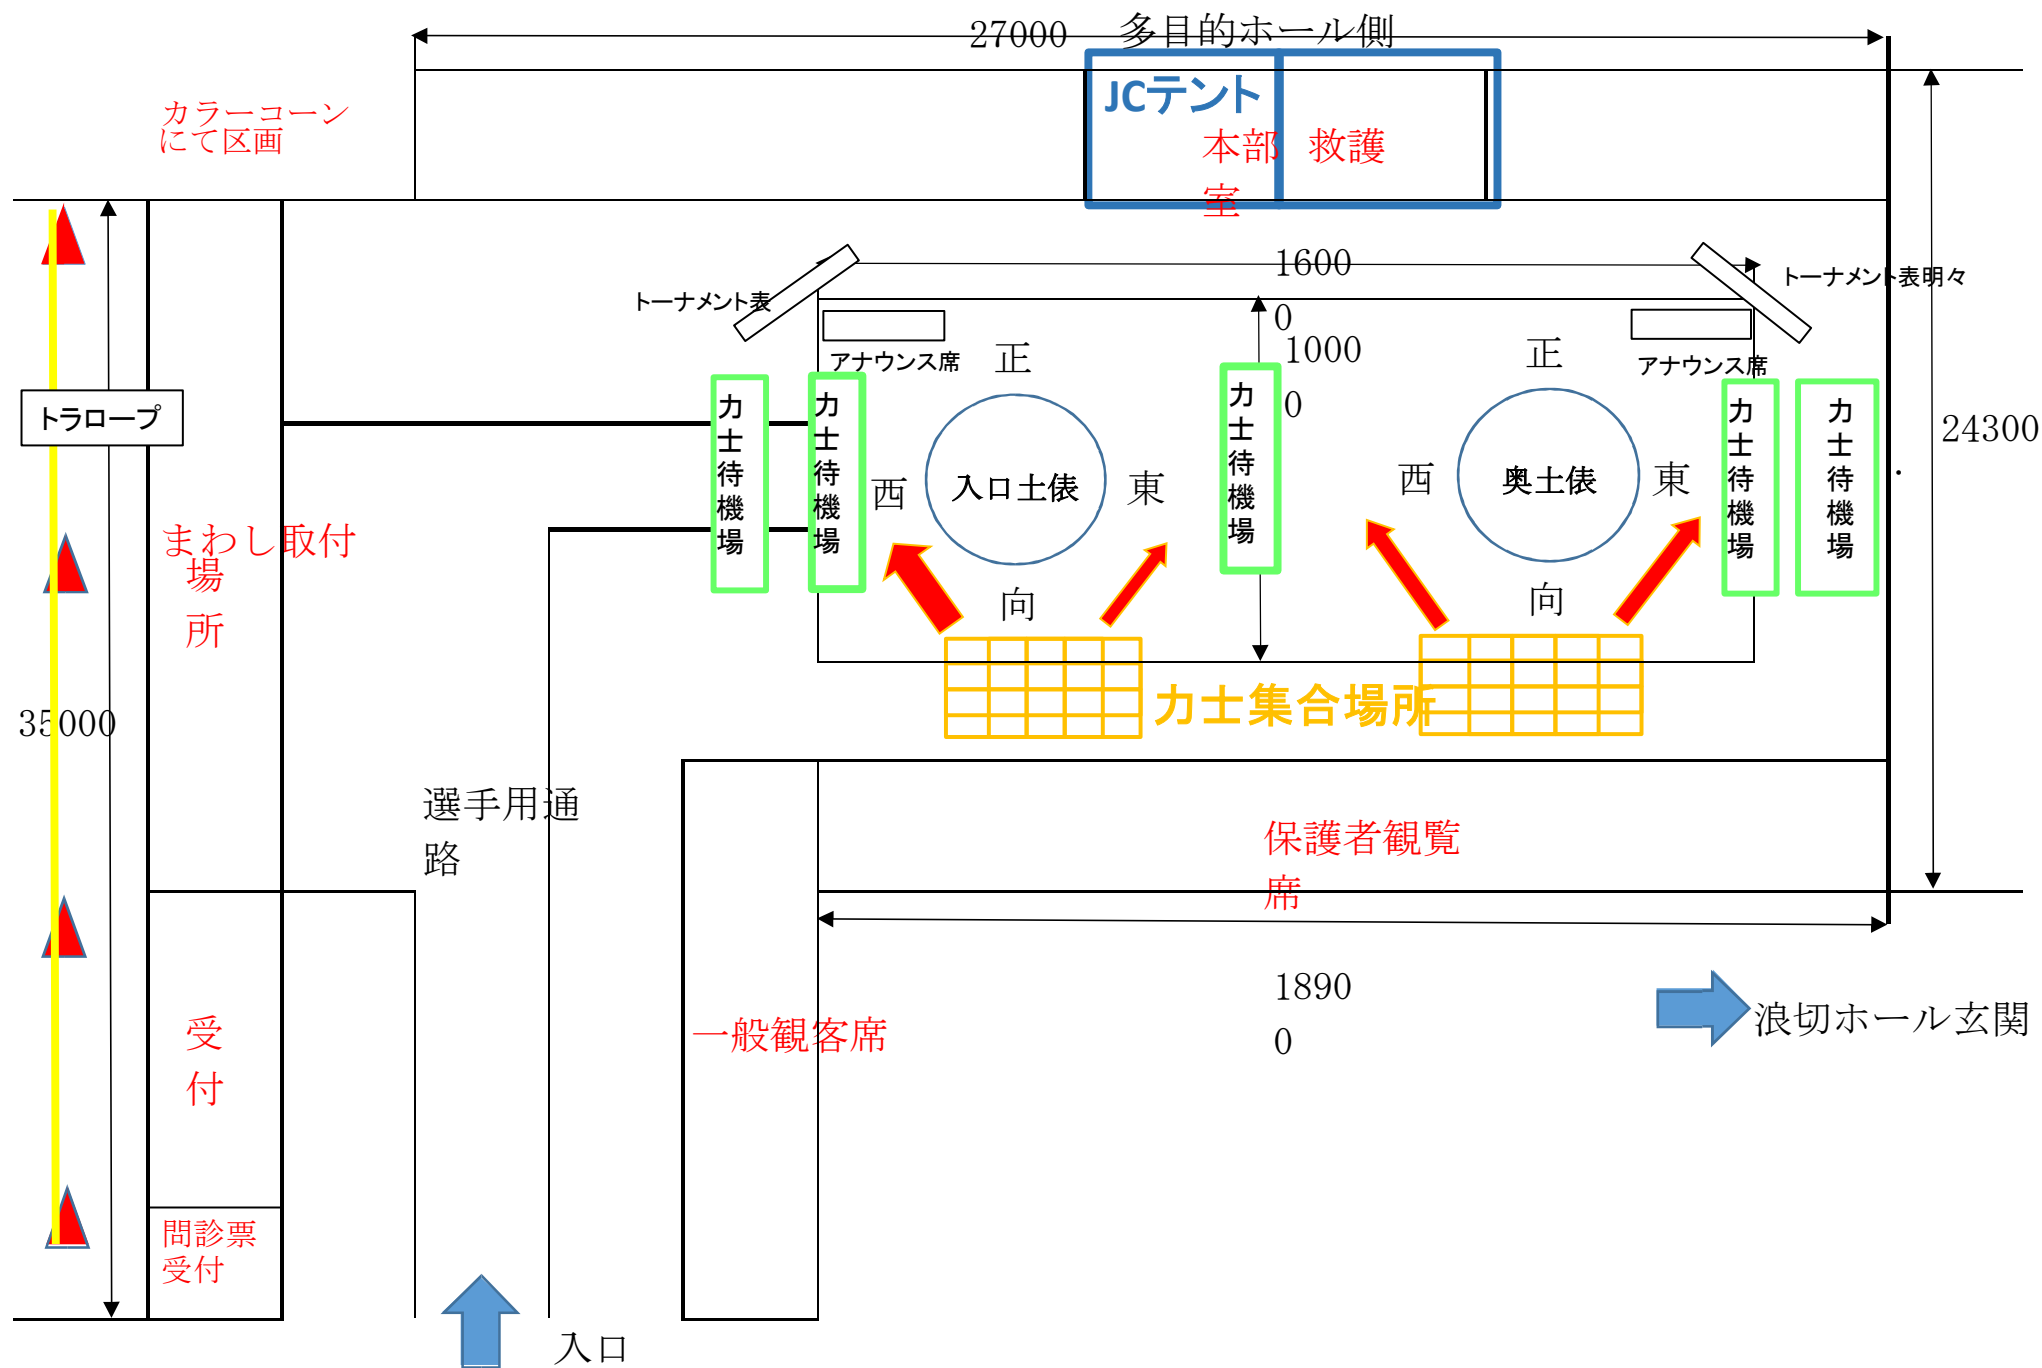 27000
多目的ホール側
カラーコーン
にて区画
JCテント
本部
室
救護
1600
0
トーナメント表
トーナメント表明々
アナウンス席
アナウンス席
1000
0
正
正
トラロープ
力士待機場
力士待機場
力士待機場
力士待機場
力士待機場
24300
西
入口土俵
東
西
奥土俵
東
.
向
向
まわし取付
場
所
力士集合場所
35000
選手用通
路
保護者観覧
席
1890
0
受
付
一般観客席
浪切ホール玄関
問診票
受付
入口